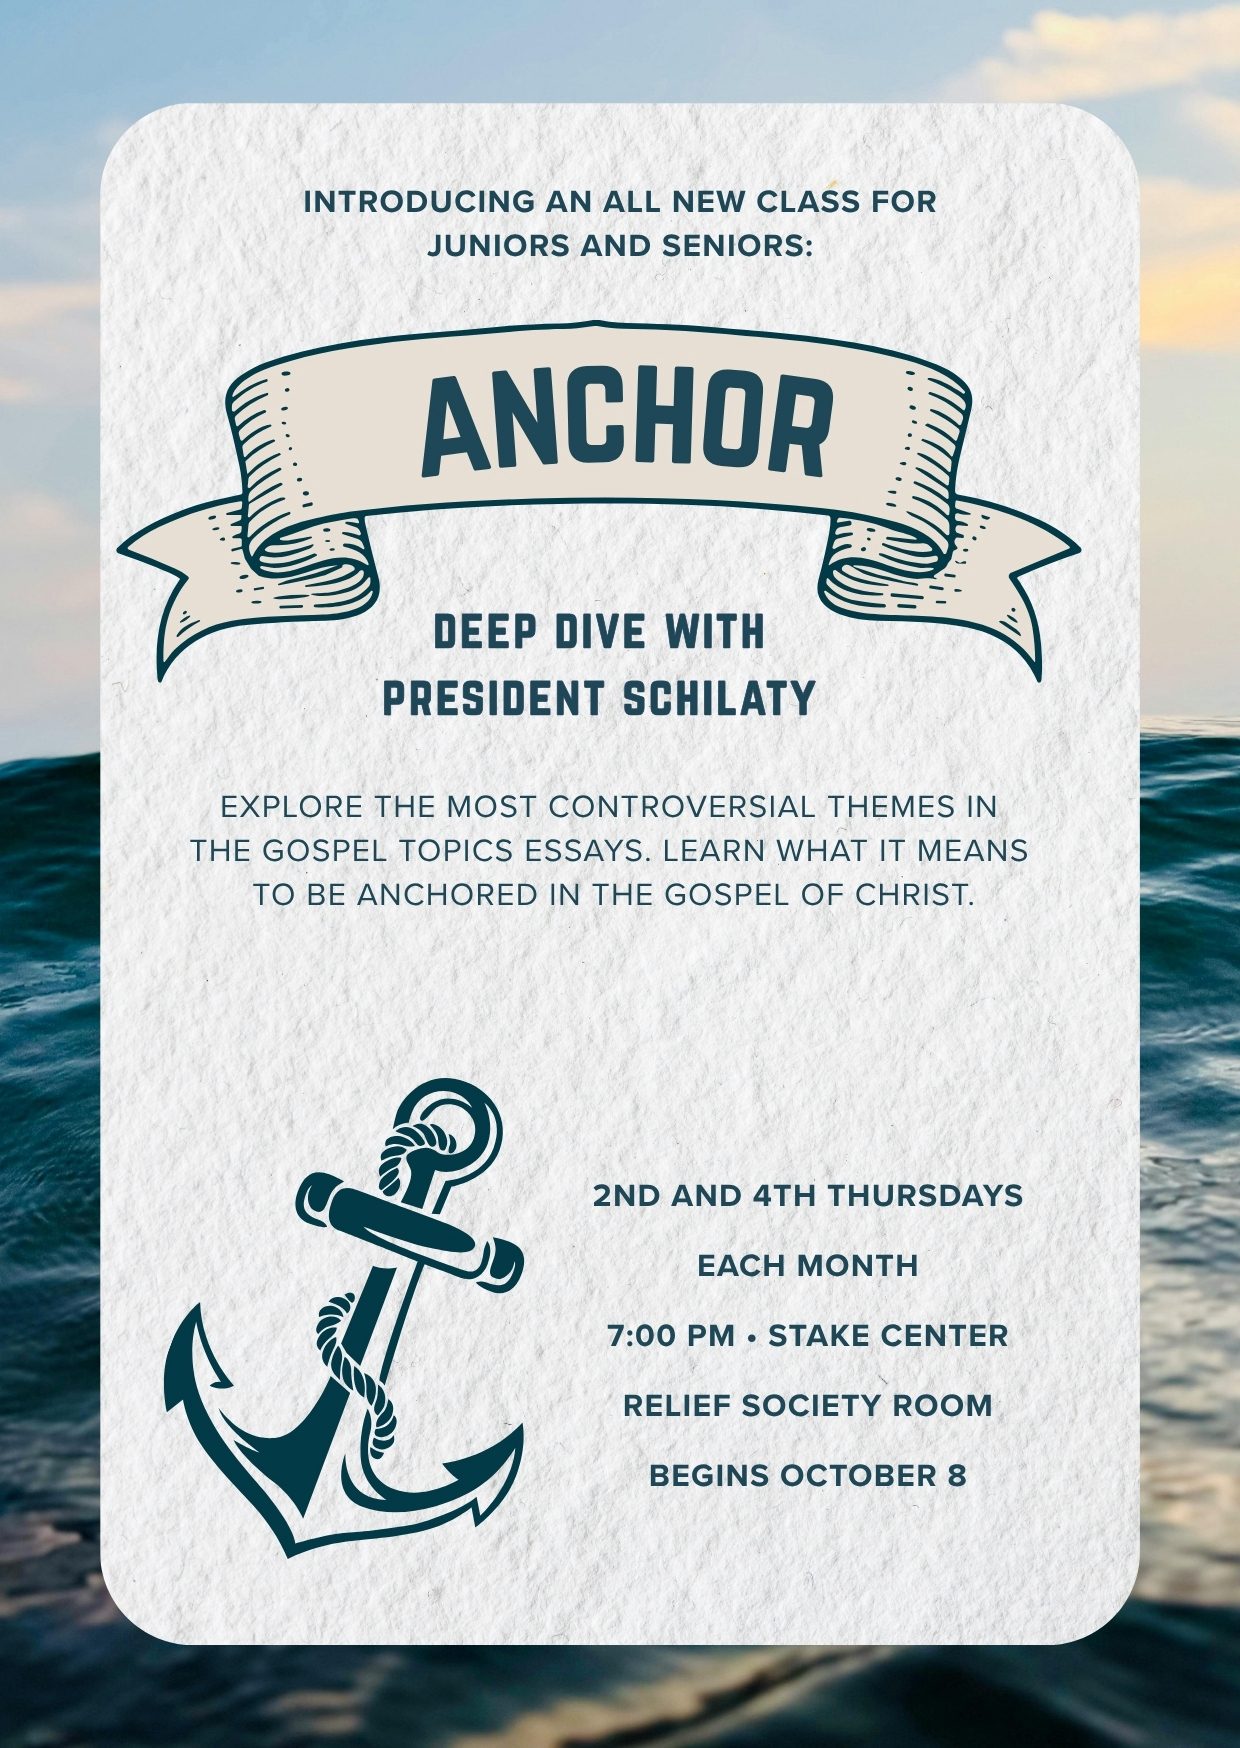 INTRODUCING AN ALL NEW CLASS FOR
JUNIORS AND SENIORS:
ANCHOR
DEEP DIVE WITH
PRESIDENT SCHILATY
EXPLORE THE MOST CONTROVERSIAL THEMES IN
THE GOSPEL TOPICS ESSAYS. LEARN WHAT IT MEANS
TO BE ANCHORED IN THE GOSPEL OF CHRIST.
2ND AND 4TH THURSDAYS
EACH MONTH
7:00 PM • STAKE CENTER
RELIEF SOCIETY ROOM
BEGINS OCTOBER 8